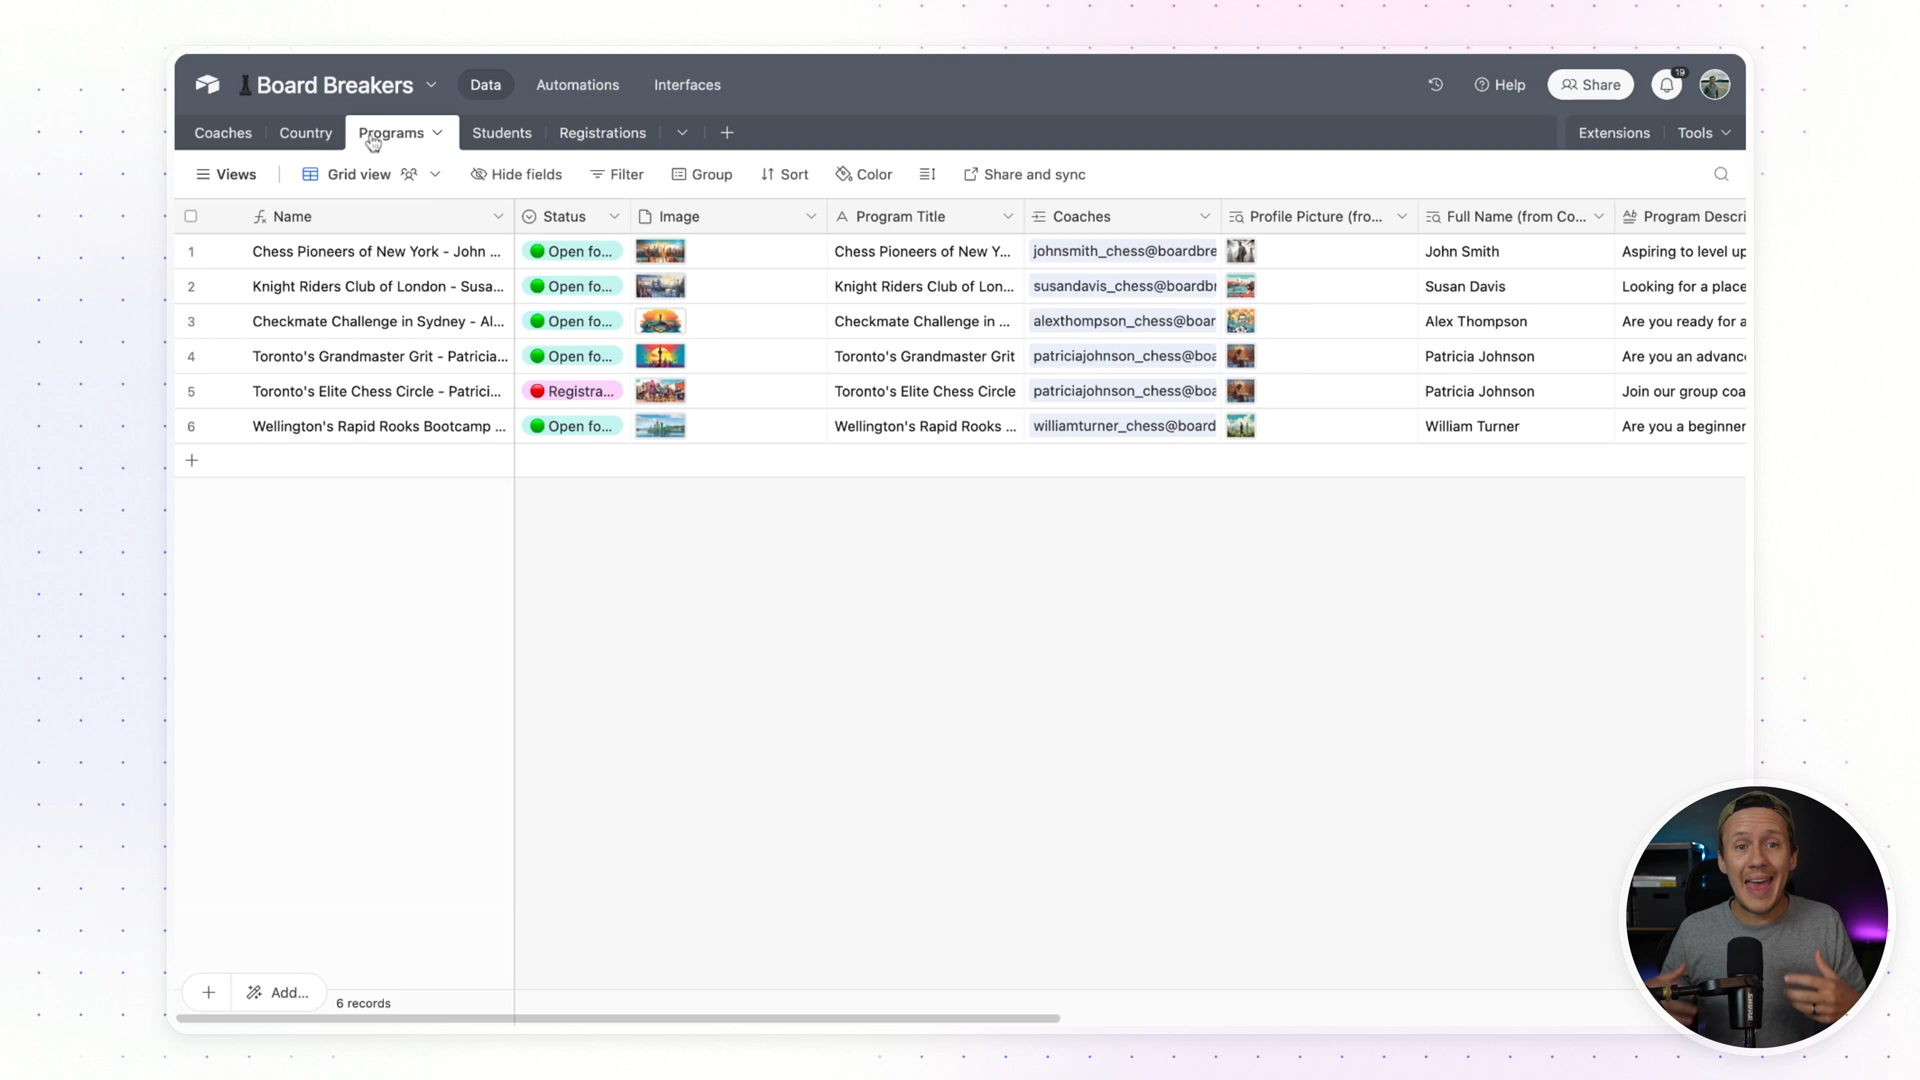 Board Breakers
Data
Automations
Interfaces
Help
Share
19
Coaches
Country
Programs
Students
Registrations
Extensions
Tools
Views
Grid view
Hide fields
Filter
Group
Sort
Color
Share and sync
Name
Status
Image
Program Title
Coaches
Profile Picture (fro...
Full Name (from Co...
Program Descri
1 Chess Pioneers of New York - John ... Open fo... Chess Pioneers of New Y... johnsmith_chess@boardbre John Smith Aspiring to level up
2 Knight Riders Club of London - Susa... Open fo... Knight Riders Club of Lon... susandavis_chess@boardbr Susan Davis Looking for a place
3 Checkmate Challenge in Sydney - Al... Open fo... Checkmate Challenge in ... alexthompson_chess@boar Alex Thompson Are you ready for a
4 Toronto's Grandmaster Grit - Patricia... Open fo... Toronto's Grandmaster Grit patriciajohnson_chess@boa Patricia Johnson Are you an advanc
5 Toronto's Elite Chess Circle - Patrici... Registra... Toronto's Elite Chess Circle patriciajohnson_chess@boa Patricia Johnson Join our group coa
6 Wellington's Rapid Rooks Bootcamp ... Open fo... Wellington's Rapid Rooks ... williamturner_chess@board William Turner Are you a beginner
Add...
6 records
SHURE